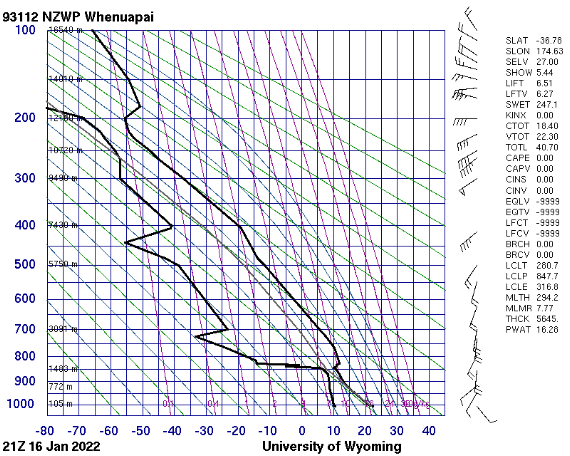 93112 NZWP Whenuapai
100
16540 m
SLAT -36.78
SLON 174.63
SELV 27.00
SHOW 5.44
LIFT 6.51
LFTV 6.27
SWET 247.1
KINX 0.00
CTOT 18.40
VTOT 22.30
TOTL 40.70
CAPE 0.00
CAPV 0.00
CINS 0.00
CINV 0.00
EQLV -9999
EQTV -9999
LFCT -9999
LFCV -9999
BRCH 0.00
BRCV 0.00
LCLT 280.7
LCLP 847.7
LCLE 316.8
MLTH 294.2
MLMR 7.77
THCK 5645.
PWAT 16.28
14010 m
200
10720 m
300
9490 m
400
7430 m
500
5750 m
600
700
3091 m
800
1483 m
900
772 m
1000
105 m
0.4
-80 -70 -60 -50 -40 -30 -20 -10 0 10 20 30 40
21Z 16 Jan 2022
University of Wyoming